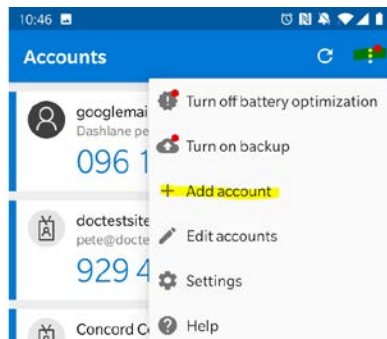 10:46
Accounts
googlemai
Dashlane pe
096 1
doctestsite
pete@docte
929 4
Concord C
Turn off battery optimization
Turn on backup
Add account
Edit accounts
Settings
Help